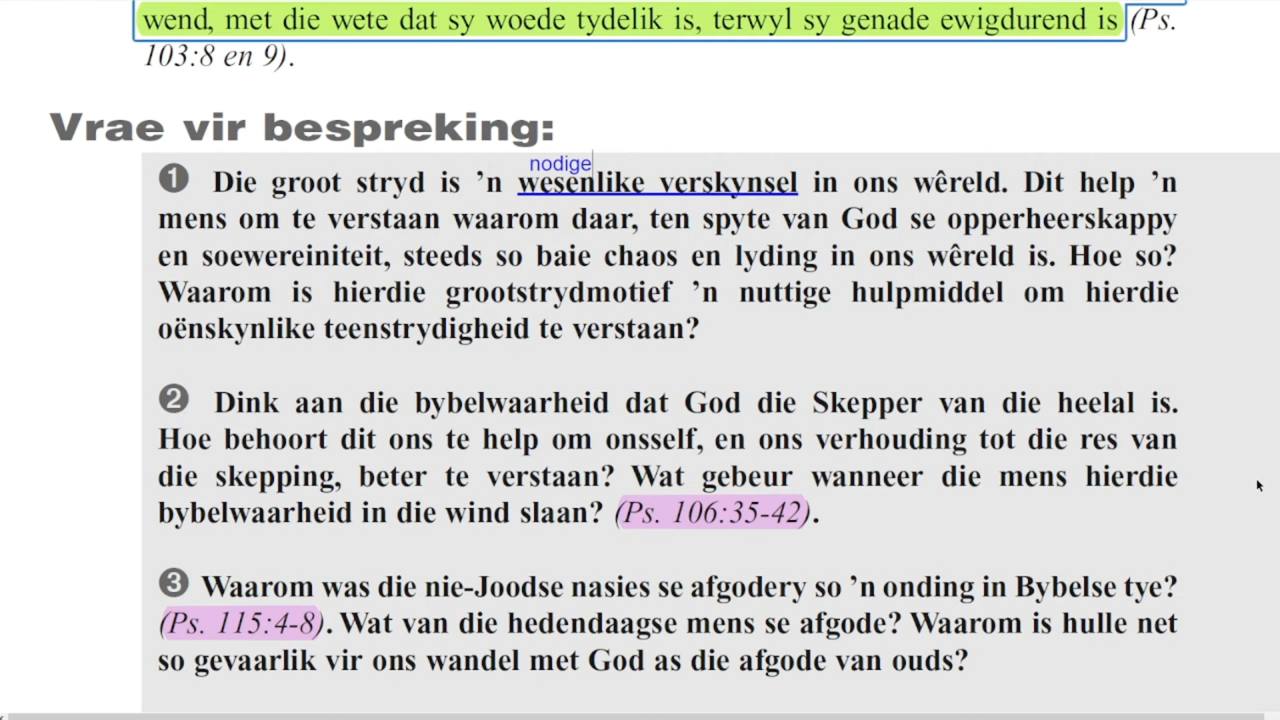 wend, met die wete dat sy woede tydelik is, terwyl sy genade ewigdurend is (Ps.
103:8 en 9).
Vrae vir bespreking:
nodige
1 Die groot stryd is ’n wesenlike verskynsel in ons wêreld. Dit help ’n
mens om te verstaan waarom daar, ten spyte van God se opperheerskappy
en soewereiniteit, steeds so baie chaos en lyding in ons wêreld is. Hoe so?
Waarom is hierdie grootstrydmotief ’n nuttige hulpmiddel om hierdie
oënskynlike teenstrydigheid te verstaan?
2 Dink aan die bybelwaarheid dat God die Skepper van die heelal is.
Hoe behoort dit ons te help om onsself, en ons verhouding tot die res van
die skepping, beter te verstaan? Wat gebeur wanneer die mens hierdie
bybelwaarheid in die wind slaan? (Ps. 106:35-42).
3 Waarom was die nie-Joodse nasies se afgodery so ’n onding in Bybelse tye?
(Ps. 115:4-8). Wat van die hedendaagse mens se afgode? Waarom is hulle net
so gevaarlik vir ons wandel met God as die afgode van ouds?